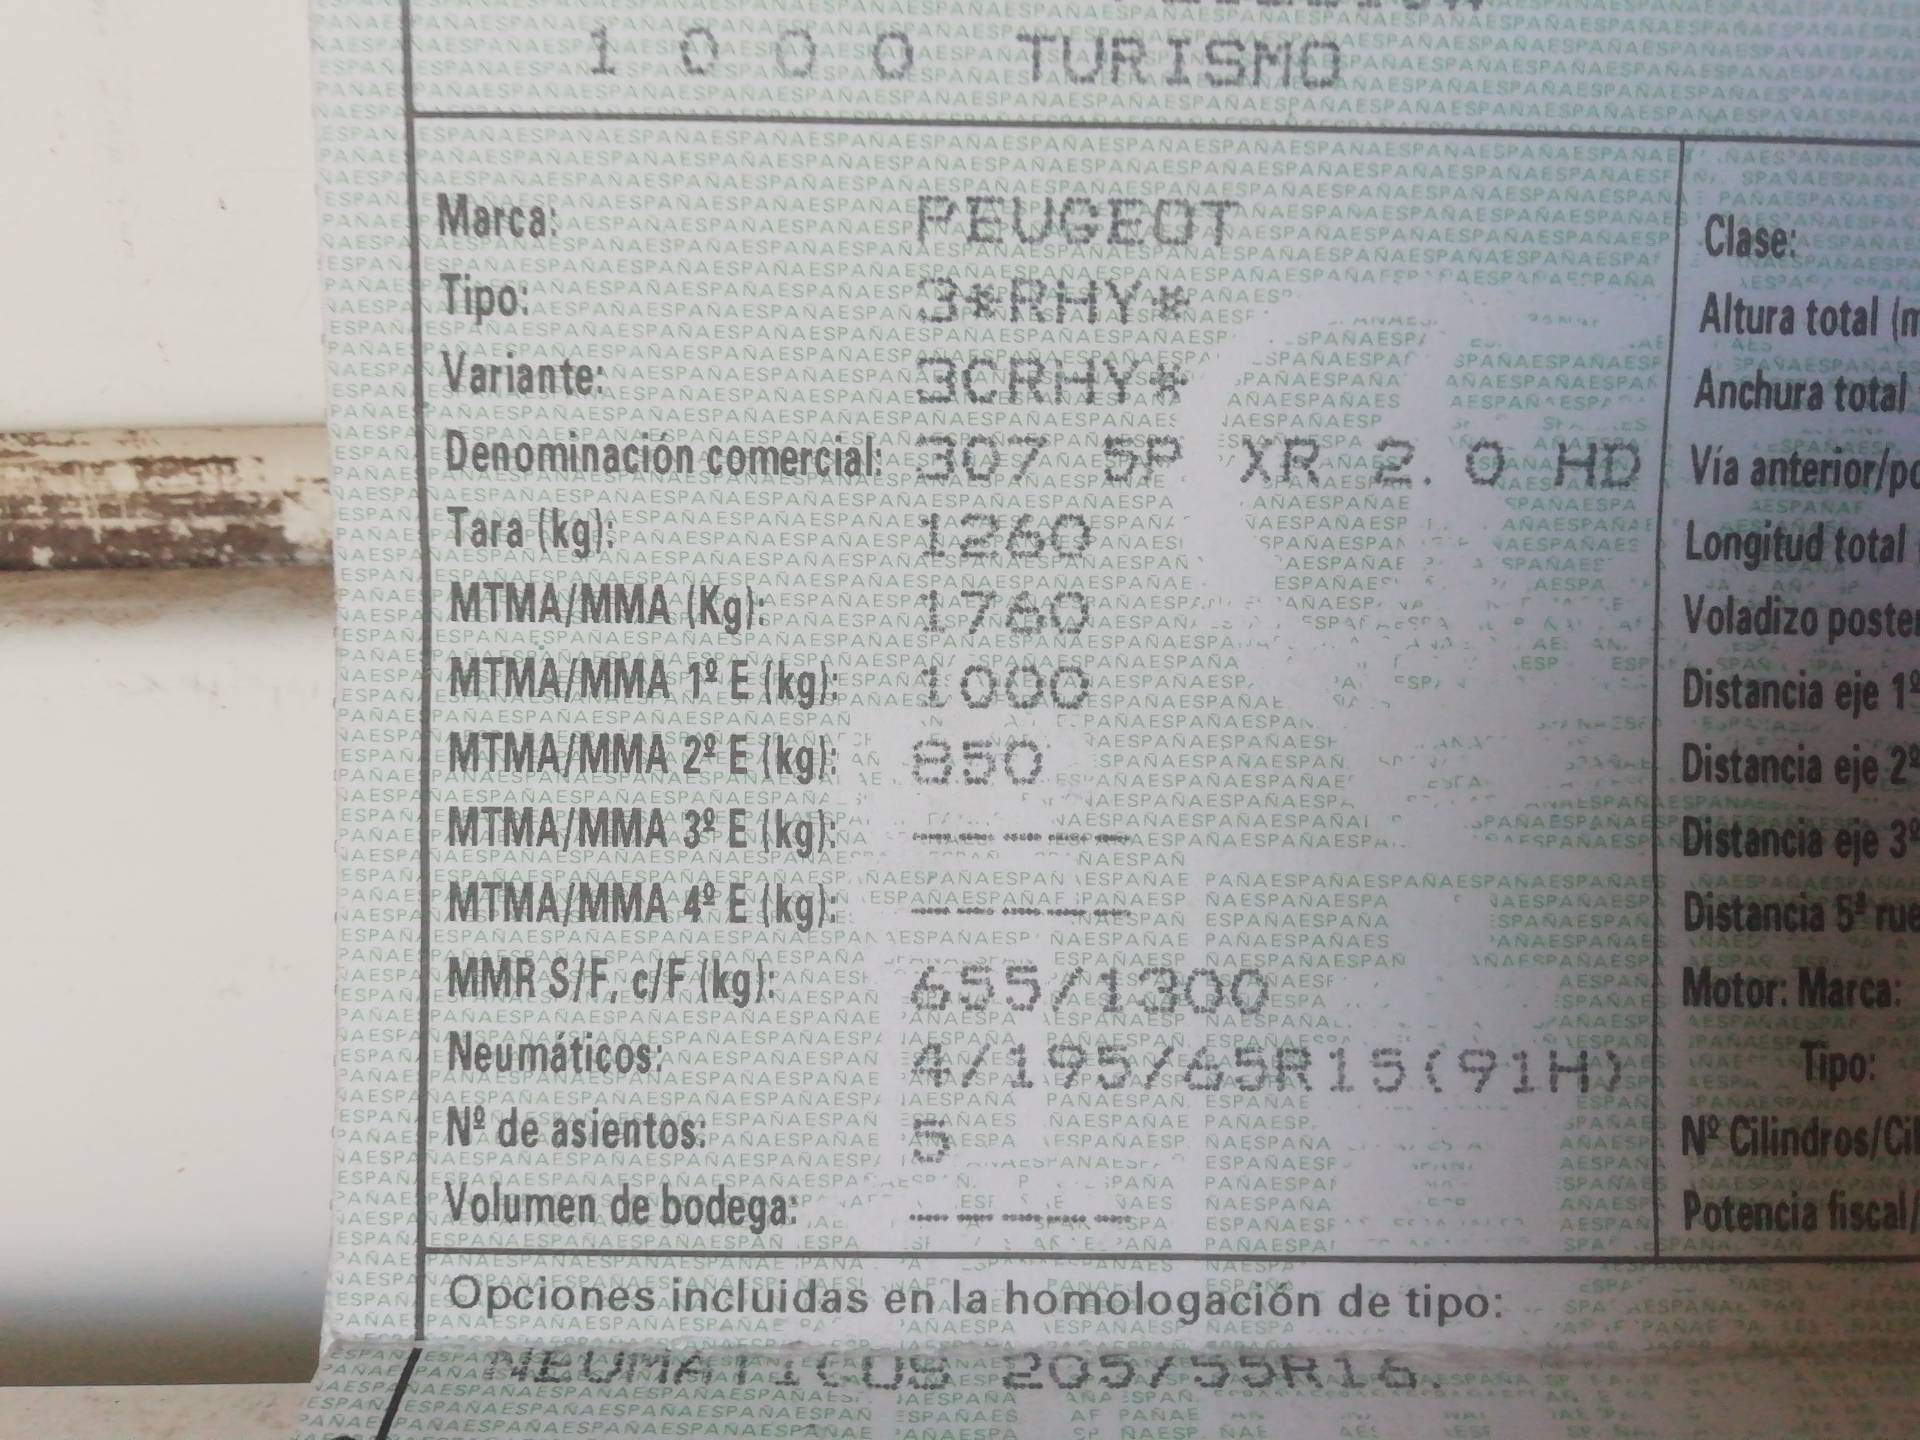 1 0 0 0 TURISMO
Marca: PEUGEOT
Tipo: 3*RHY*
Variante: 3CRHY*
Denominación comercial: 307 5P XR 2.0 HD
Tara (kg): 1260
MTMA/MMA (Kg): 1760
MTMA/MMA 1º E (kg): 1000
MTMA/MMA 2º E (kg): 850
MTMA/MMA 3º E (kg): -----
MTMA/MMA 4º E (kg): -----
MMR S/F, c/F (kg): 655/1300
Neumáticos: 4/195/65R15(91H)
Nº de asientos: 5
Volumen de bodega: -----
Clase:
Altura total (m
Anchura total
Vía anterior/po
Longitud total
Voladizo poster
Distancia eje 1º
Distancia eje 2º
Distancia eje 3º
Distancia 5ª rue
Motor: Marca:
Tipo:
Nº Cilindros/Cil
Potencia fiscal/
Opciones incluidas en la homologación de tipo:
NEUMATICOS 205/55R16.